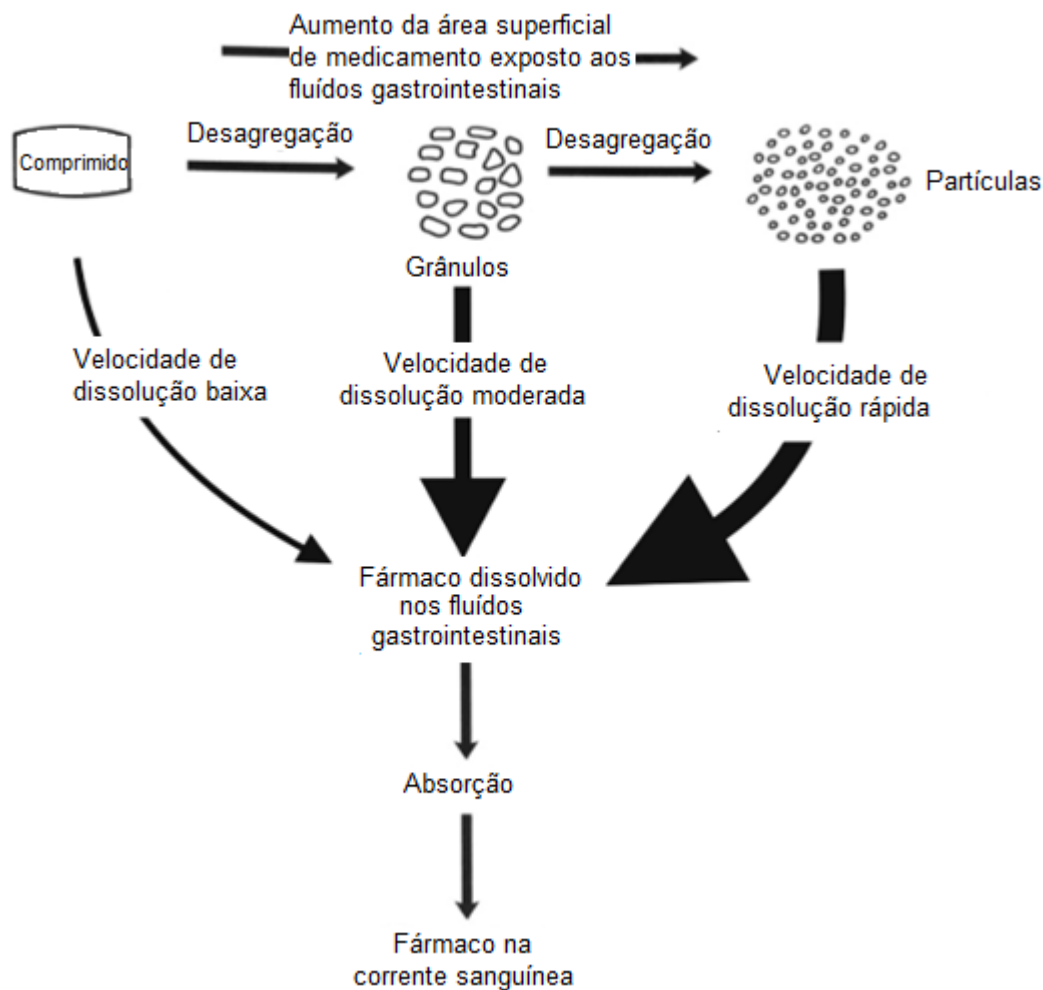 Aumento da área superficial
de medicamento exposto aos
fluídos gastrointestinais
Comprimido
Desagregação
Desagregação
Partículas
Grânulos
Velocidade de
dissolução baixa
Velocidade de
dissolução moderada
Velocidade de
dissolução rápida
Fármaco dissolvido
nos fluídos
gastrointestinais
Absorção
Fármaco na
corrente sanguínea